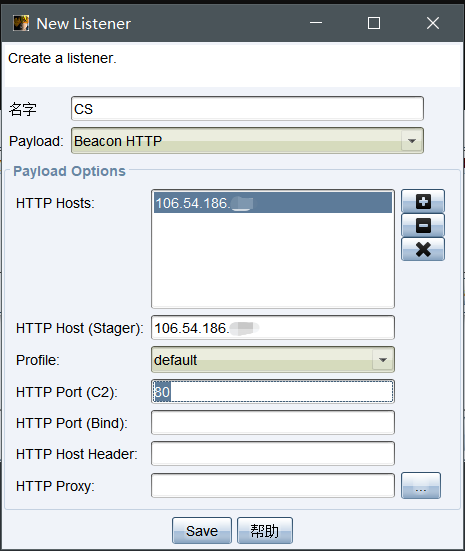 New Listener
Create a listener.
名字 CS
Payload: Beacon HTTP
Payload Options
HTTP Hosts: 106.54.186.
HTTP Host (Stager): 106.54.186.
Profile: default
HTTP Port (C2): 80
HTTP Port (Bind):
HTTP Host Header:
HTTP Proxy: ...
Save 帮助